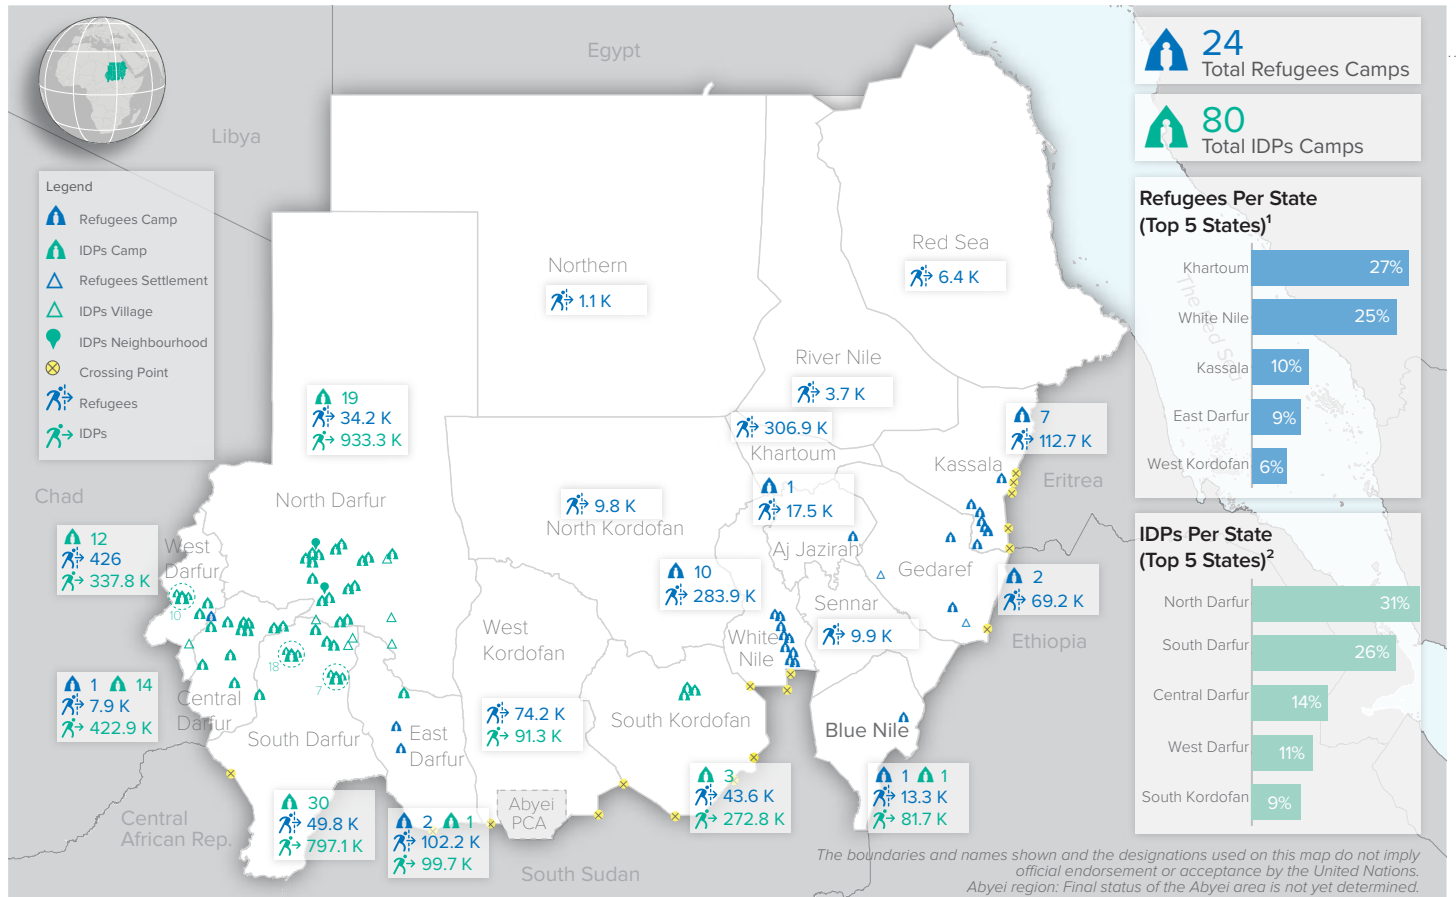 Egypt
Libya
Legend
Refugees Camp
IDPs Camp
Refugees Settlement
IDPs Village
IDPs Neighbourhood
Crossing Point
Refugees
IDPs
Northern
1.1 K
Red Sea
6.4 K
River Nile
3.7 K
306.9 K
Khartoum
19
34.2 K
933.3 K
North Darfur
7
112.7 K
Kassala
Eritrea
Chad
12
426
337.8 K
West
Darfur
10
9.8 K
North Kordofan
1
17.5 K
Aj Jazirah
Gedaref
2
69.2 K
Ethiopia
10
283.9 K
Sennar
9.9 K
White
Nile
West
Kordofan
74.2 K
91.3 K
18
7
1 14
7.9 K
422.9 K
Central
Darfur
South Darfur
East
Darfur
South Kordofan
Blue Nile
3
43.6 K
272.8 K
1 1
13.3 K
81.7 K
30
49.8 K
797.1 K
2 1
102.2 K
99.7 K
Abyei
PCA
Central
African Rep.
South Sudan
24
Total Refugees Camps
80
Total IDPs Camps
The Red Sea
Refugees Per State
(Top 5 States)¹
Khartoum 27%
White Nile 25%
Kassala 10%
East Darfur 9%
West Kordofan 6%
IDPs Per State
(Top 5 States)²
North Darfur 31%
South Darfur 26%
Central Darfur 14%
West Darfur 11%
South Kordofan 9%
The boundaries and names shown and the designations used on this map do not imply
official endorsement or acceptance by the United Nations.
Abyei region: Final status of the Abyei area is not yet determined.